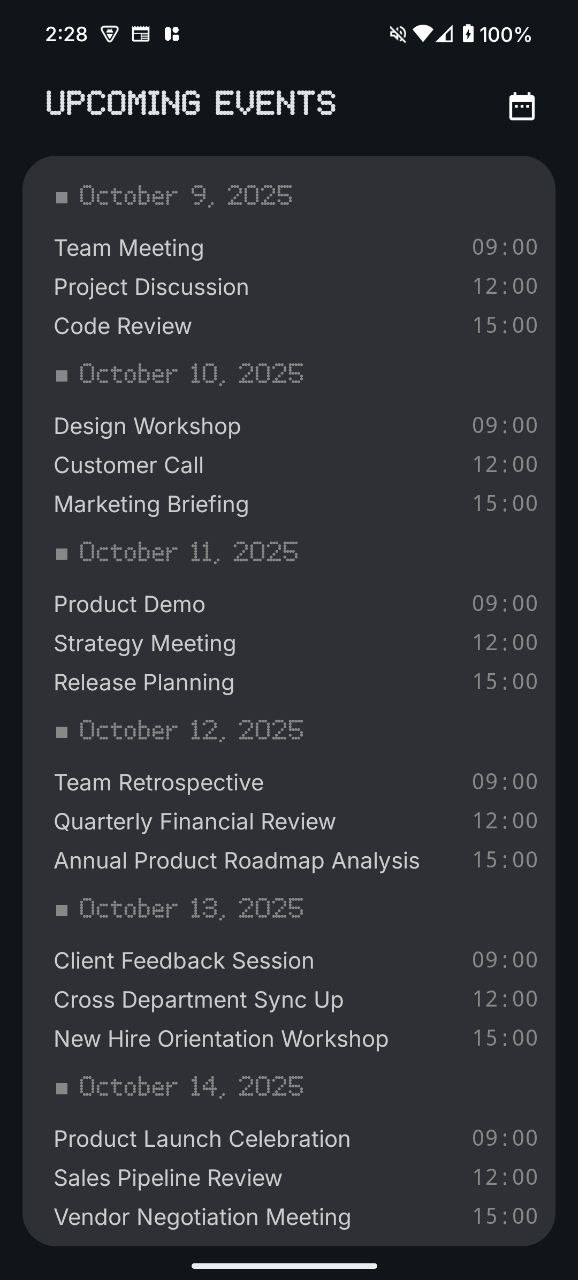 2:28
100%
UPCOMING EVENTS
October 9, 2025
Team Meeting 09:00
Project Discussion 12:00
Code Review 15:00
October 10, 2025
Design Workshop 09:00
Customer Call 12:00
Marketing Briefing 15:00
October 11, 2025
Product Demo 09:00
Strategy Meeting 12:00
Release Planning 15:00
October 12, 2025
Team Retrospective 09:00
Quarterly Financial Review 12:00
Annual Product Roadmap Analysis 15:00
October 13, 2025
Client Feedback Session 09:00
Cross Department Sync Up 12:00
New Hire Orientation Workshop 15:00
October 14, 2025
Product Launch Celebration 09:00
Sales Pipeline Review 12:00
Vendor Negotiation Meeting 15:00